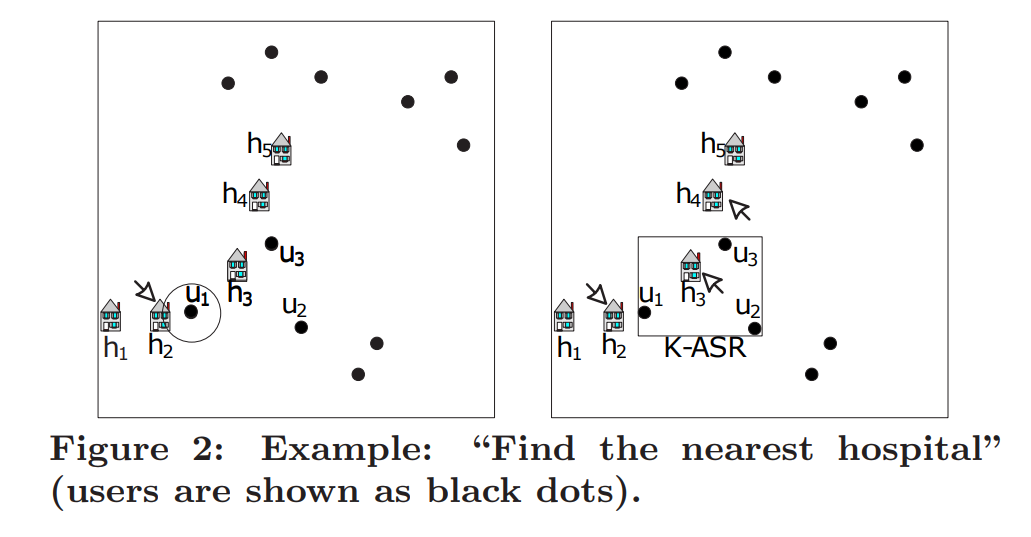 h5
h4
u3
u1
h3
u2
h1
h2
h5
h4
u3
u1
h3
u2
h1
h2
K-ASR
Figure 2: Example: “Find the nearest hospital”
(users are shown as black dots).